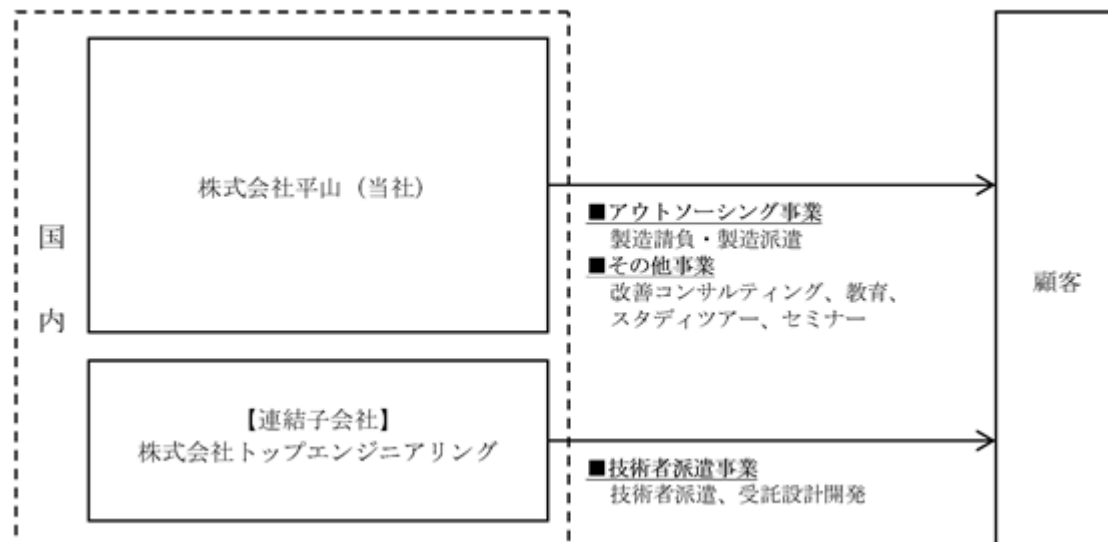 国内
株式会社平山（当社）
■アウトソーシング事業
製造請負・製造派遣
■その他事業
改善コンサルティング、教育、
スタディツアー、セミナー
顧客
【連結子会社】
株式会社トップエンジニアリング
■技術者派遣事業
技術者派遣、受託設計開発